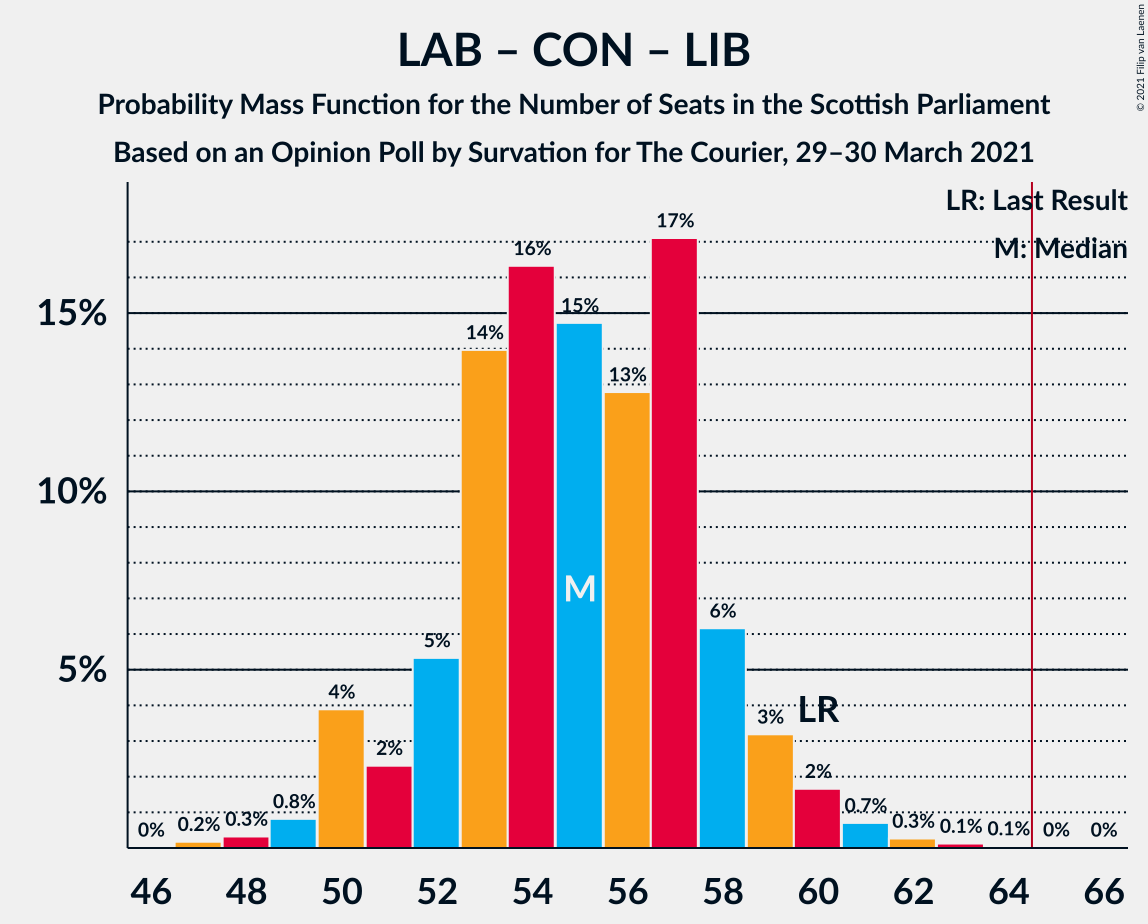 LAB – CON – LIB
Probability Mass Function for the Number of Seats in the Scottish Parliament
Based on an Opinion Poll by Survation for The Courier, 29–30 March 2021
© 2021 Filip van Laenen
LR: Last Result
M: Median
15%
10%
5%
0%
0.2%
0.3%
0.8%
4%
2%
5%
14%
16%
15%
13%
17%
6%
3%
2%
0.7%
0.3%
0.1%
0.1%
0%
0%
M
LR
46 48 50 52 54 56 58 60 62 64 66